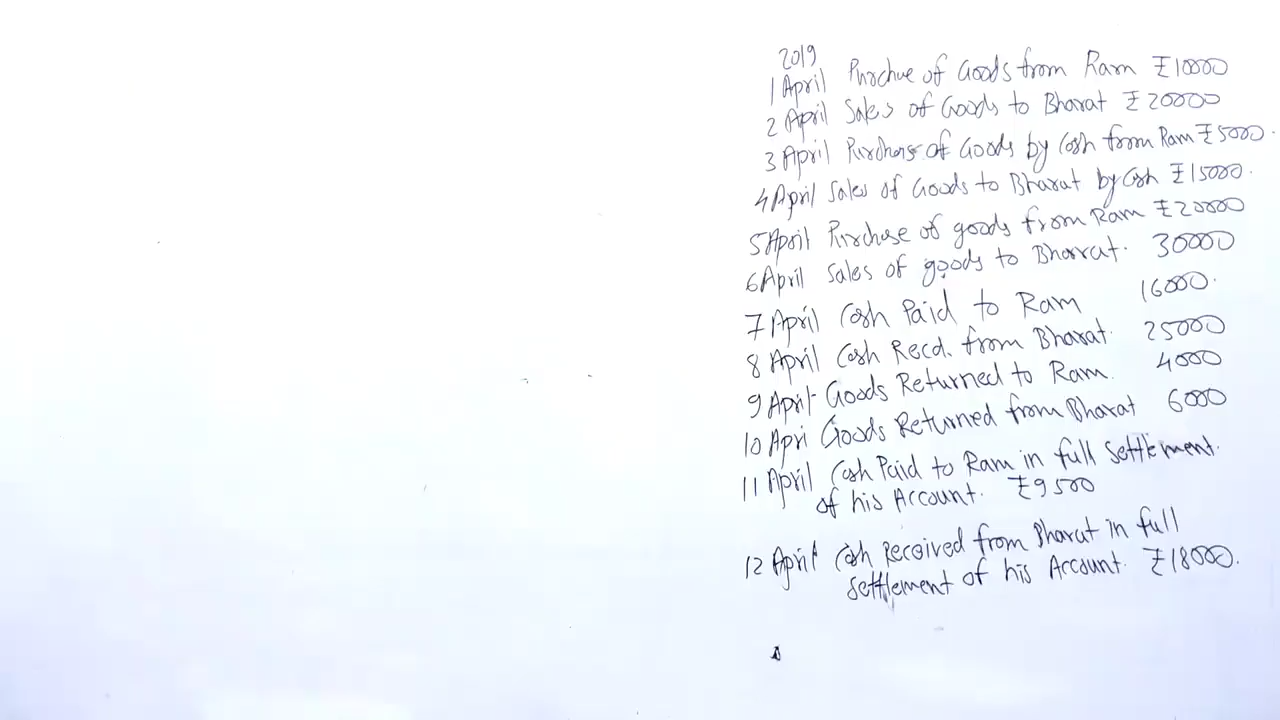 2019
1 April Purchue of Goods from Ram ₹10000
2 April Sales of Goods to Bharat ₹20000
3 April Purchase of Goods by Cash from Ram ₹5000.
4 April Sales of Goods to Bharat by Cash ₹15000.
5 April Purchase of goods from Ram ₹20000
6 April Sales of goods to Bharat. 30000
7 April Cash Paid to Ram 16000.
8 April Cash Recd. from Bharat. 25000
9 April Goods Returned to Ram. 4000
10 Apri Goods Returned from Bharat 6000
11 April Cash Paid to Ram in full Settlement.
of his Account. ₹9500
12 April Cash Received from Bharat in full
Settlement of his Account. ₹18000.